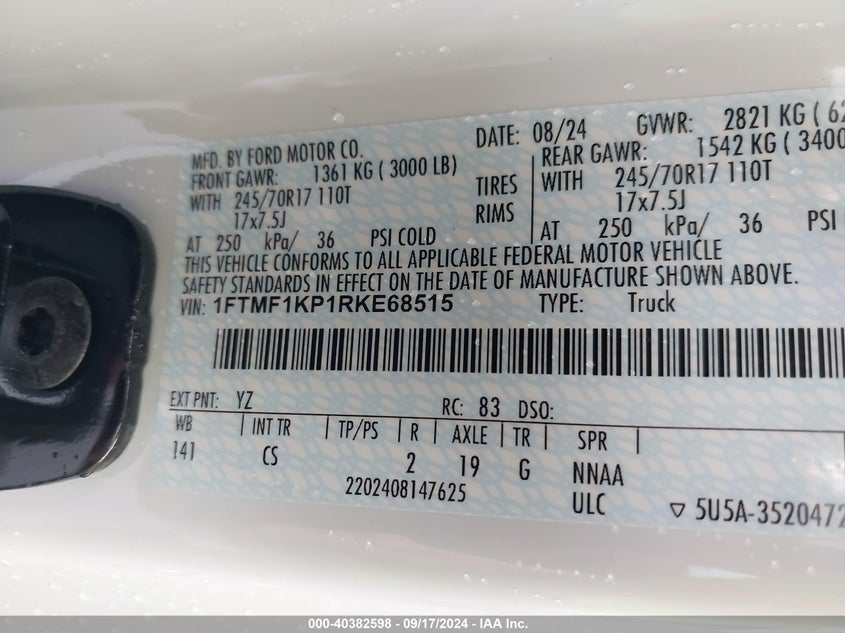 MFD. BY FORD MOTOR CO. DATE: 08/24 GVWR: 2821 KG ( 62
FRONT GAWR: 1361 KG ( 3000 LB) REAR GAWR: 1542 KG ( 3400
WITH 245/70R17 110T TIRES WITH 245/70R17 110T
17x7.5J RIMS 17x7.5J
AT 250 kPa/ 36 PSI COLD AT 250 kPa/ 36 PSI
THIS VEHICLE CONFORMS TO ALL APPLICABLE FEDERAL MOTOR VEHICLE
SAFETY STANDARDS IN EFFECT ON THE DATE OF MANUFACTURE SHOWN ABOVE.
VIN: 1FTMF1KP1RKE68515 TYPE: Truck
EXT PNT: YZ RC: 83 DSO:
WB INT TR TP/PS R AXLE TR SPR
141 CS 2 19 G NNAA
2202408147625 ULC ▽ 5U5A-3520472
000-40382598 - 09/17/2024 - IAA Inc.